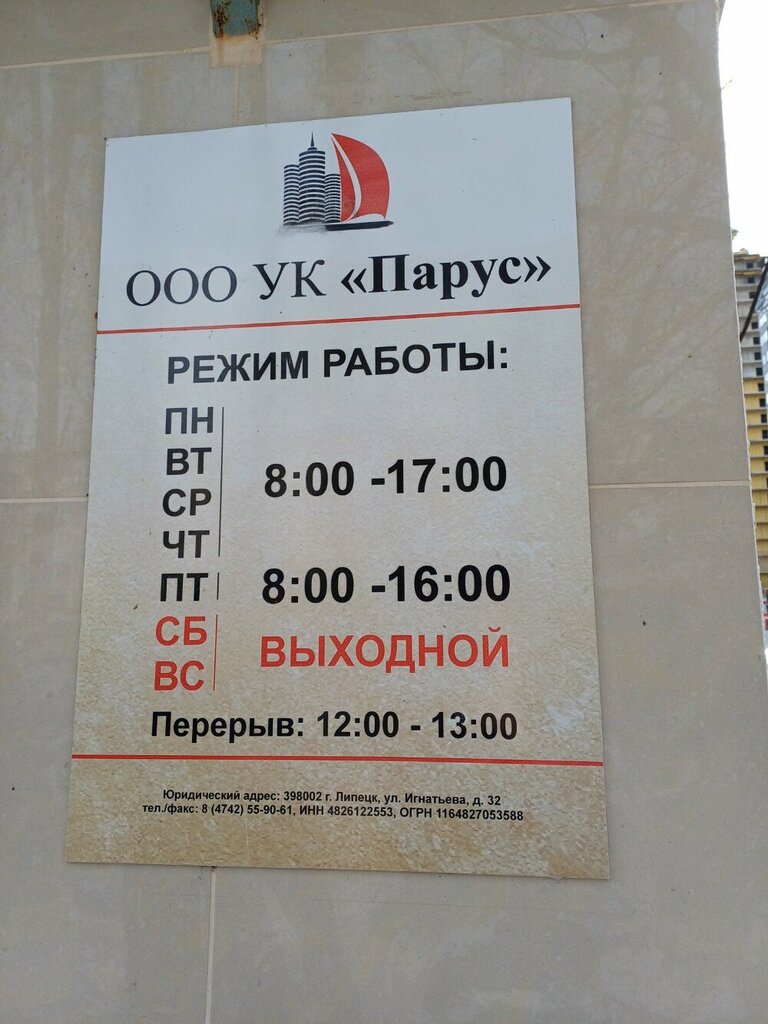 ООО УК «Парус»
РЕЖИМ РАБОТЫ:
ПН
ВТ
СР
ЧТ
8:00 -17:00
ПТ 8:00 -16:00
СБ
ВС
ВЫХОДНОЙ
Перерыв: 12:00 - 13:00
Юридический адрес: 398002 г. Липецк, ул. Игнатьева, д. 32
тел./факс: 8 (4742) 55-90-61, ИНН 4826122553, ОГРН 1164827053588